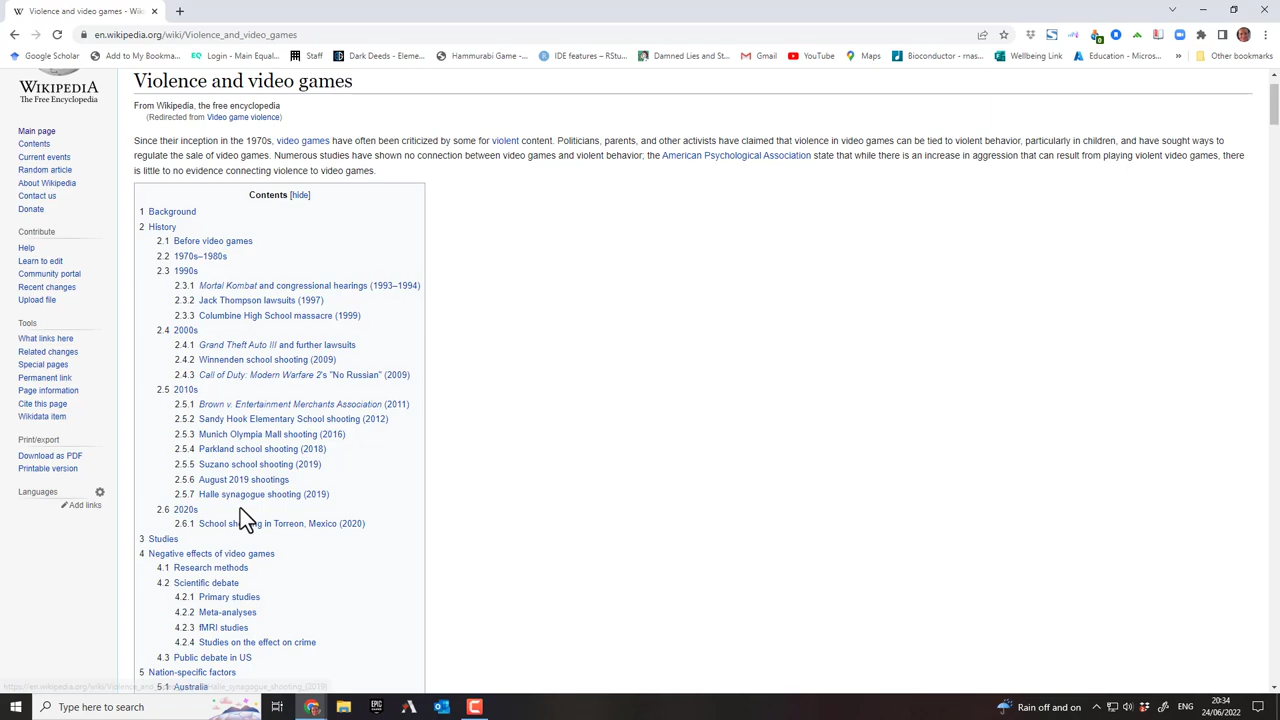 Violence and video games - Wiki
en.wikipedia.org/wiki/Violence_and_video_games
Google Scholar Add to My Bookma... Login - Main Equal... Staff Dark Deeds - Eleme... Hammurabi Game -... IDE features – RStu... Damned Lies and St... Gmail YouTube Maps Bioconductor - mas... Wellbeing Link Education - Micros... » Other bookmarks
WIKIPEDIA
The Free Encyclopedia
Main page
Contents
Current events
Random article
About Wikipedia
Contact us
Donate
Contribute
Help
Learn to edit
Community portal
Recent changes
Upload file
Tools
What links here
Related changes
Special pages
Permanent link
Page information
Cite this page
Wikidata item
Print/export
Download as PDF
Printable version
Languages
Add links
Violence and video games
From Wikipedia, the free encyclopedia
(Redirected from Video game violence)
Since their inception in the 1970s, video games have often been criticized by some for violent content. Politicians, parents, and other activists have claimed that violence in video games can be tied to violent behavior, particularly in children, and have sought ways to
regulate the sale of video games. Numerous studies have shown no connection between video games and violent behavior; the American Psychological Association state that while there is an increase in aggression that can result from playing violent video games, there
is little to no evidence connecting violence to video games.
Contents [hide]
1 Background
2 History
2.1 Before video games
2.2 1970s–1980s
2.3 1990s
2.3.1 Mortal Kombat and congressional hearings (1993–1994)
2.3.2 Jack Thompson lawsuits (1997)
2.3.3 Columbine High School massacre (1999)
2.4 2000s
2.4.1 Grand Theft Auto III and further lawsuits
2.4.2 Winnenden school shooting (2009)
2.4.3 Call of Duty: Modern Warfare 2's "No Russian" (2009)
2.5 2010s
2.5.1 Brown v. Entertainment Merchants Association (2011)
2.5.2 Sandy Hook Elementary School shooting (2012)
2.5.3 Munich Olympia Mall shooting (2016)
2.5.4 Parkland school shooting (2018)
2.5.5 Suzano school shooting (2019)
2.5.6 August 2019 shootings
2.5.7 Halle synagogue shooting (2019)
2.6 2020s
2.6.1 School shooting in Torreon, Mexico (2020)
3 Studies
4 Negative effects of video games
4.1 Research methods
4.2 Scientific debate
4.2.1 Primary studies
4.2.2 Meta-analyses
4.2.3 fMRI studies
4.2.4 Studies on the effect on crime
4.3 Public debate in US
5 Nation-specific factors
5.1 Australia
Type here to search
EPIC
Rain off and on
ENG
20:34
24/06/2022